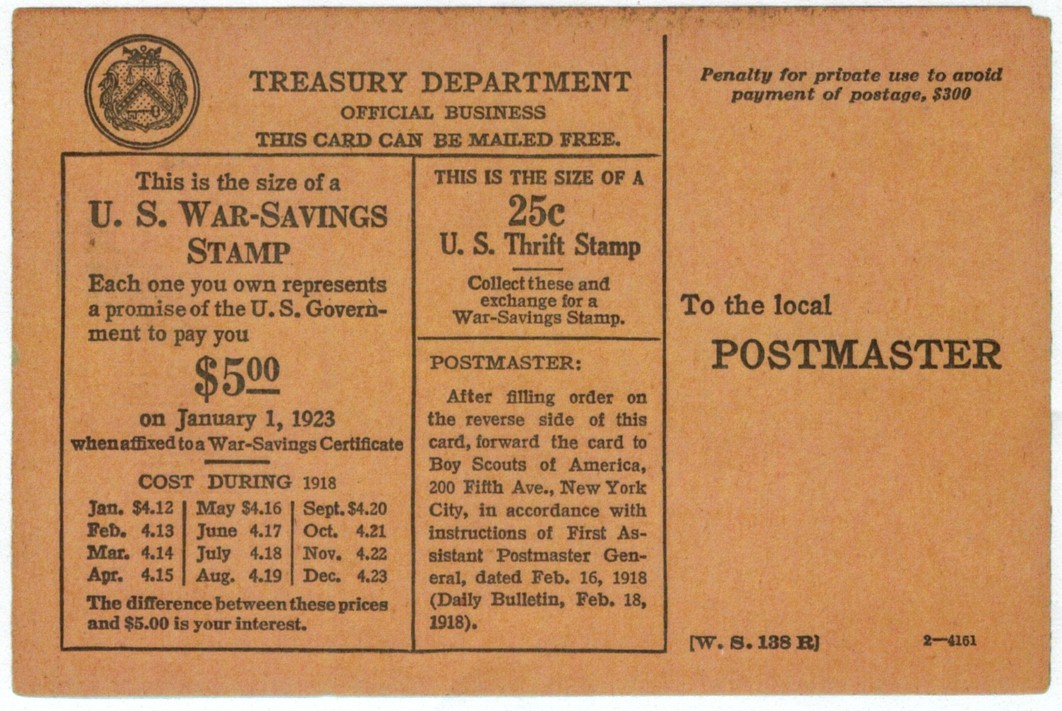 TREASURY DEPARTMENT
OFFICIAL BUSINESS
THIS CARD CAN BE MAILED FREE.
This is the size of a
U. S. WAR-SAVINGS
STAMP
Each one you own represents
a promise of the U. S. Govern-
ment to pay you
$500
on January 1, 1923
when affixed to a War-Savings Certificate
COST DURING 1918
Jan. $4.12 May $4.16 Sept. $4.20
Feb. 4.13 June 4.17 Oct. 4.21
Mar. 4.14 July 4.18 Nov. 4.22
Apr. 4.15 Aug. 4.19 Dec. 4.23
The difference between these prices
and $5.00 is your interest.
THIS IS THE SIZE OF A
25c
U. S. Thrift Stamp
Collect these and
exchange for a
War-Savings Stamp.
POSTMASTER:
After filling order on
the reverse side of this
card, forward the card to
Boy Scouts of America,
200 Fifth Ave., New York
City, in accordance with
instructions of First As-
sistant Postmaster Gen-
eral, dated Feb. 16, 1918
(Daily Bulletin, Feb. 18,
1918).
Penalty for private use to avoid
payment of postage, $300
To the local
POSTMASTER
[W. S. 138 R]
2—4161